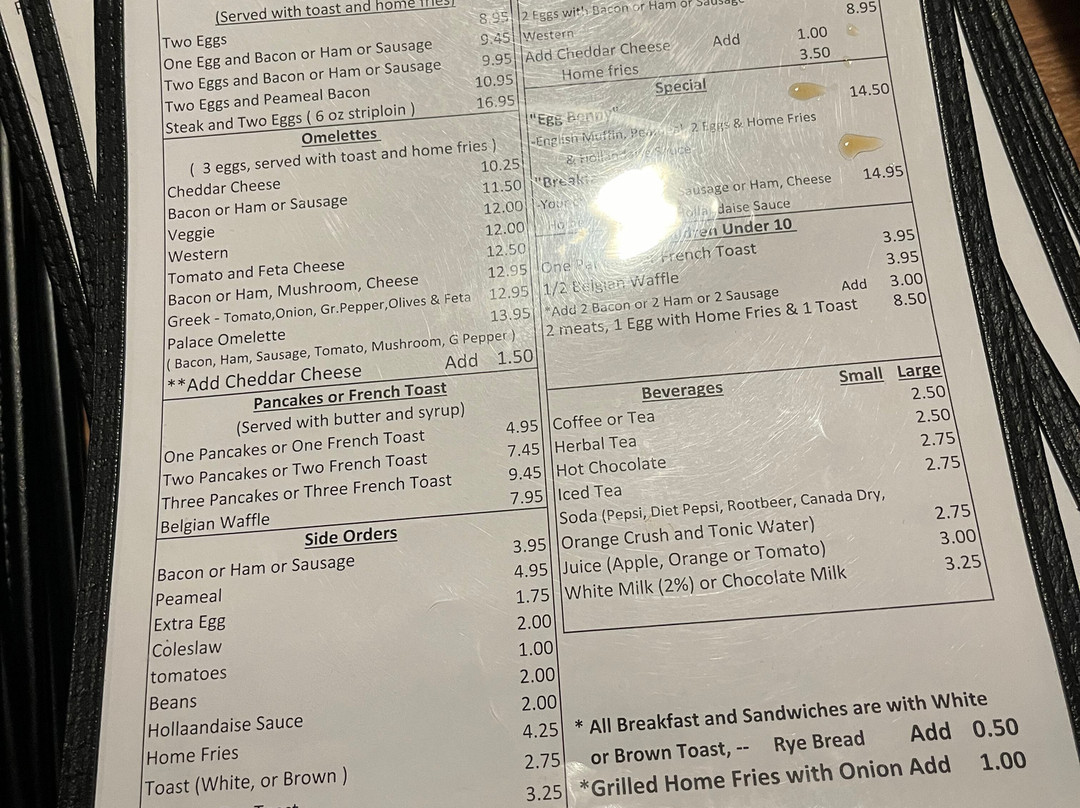 (Served with toast and home fries)
Two Eggs 8.95
One Egg and Bacon or Ham or Sausage 9.45
Two Eggs and Bacon or Ham or Sausage 9.95
Two Eggs and Peameal Bacon 10.95
Steak and Two Eggs ( 6 oz striploin ) 16.95
Omelettes
( 3 eggs, served with toast and home fries )
Cheddar Cheese 10.25
Bacon or Ham or Sausage 11.50
Veggie 12.00
Western 12.00
Tomato and Feta Cheese 12.50
Bacon or Ham, Mushroom, Cheese 12.95
Greek - Tomato,Onion, Gr.Pepper,Olives & Feta 12.95
Palace Omelette 13.95
( Bacon, Ham, Sausage, Tomato, Mushroom, G Pepper )
**Add Cheddar Cheese Add 1.50
Pancakes or French Toast
(Served with butter and syrup)
One Pancakes or One French Toast 4.95
Two Pancakes or Two French Toast 7.45
Three Pancakes or Three French Toast 9.45
Belgian Waffle 7.95
Side Orders
Bacon or Ham or Sausage 3.95
Peameal 4.95
Extra Egg 1.75
Coleslaw 2.00
tomatoes 1.00
Beans 2.00
Hollaandaise Sauce 2.00
Home Fries 4.25
Toast (White, or Brown ) 2.75
3.25
2 Eggs with Bacon or Ham or Sausage
Western 8.95
Add Cheddar Cheese Add 1.00
Home fries 3.50
Special
"Egg Benny" 14.50
-English Muffin, 2 Eggs & Home Fries
& Hollandaise Sauce
14.95
-Your Sausage or Ham, Cheese
Sauce
Under 10
One French Toast 3.95
1/2 Belgian Waffle 3.95
*Add 2 Bacon or 2 Ham or 2 Sausage Add 3.00
2 meats, 1 Egg with Home Fries & 1 Toast 8.50
Beverages Small Large
Coffee or Tea 2.50
Herbal Tea 2.50
Hot Chocolate 2.75
Iced Tea 2.75
Soda (Pepsi, Diet Pepsi, Rootbeer, Canada Dry,
Orange Crush and Tonic Water) 2.75
Juice (Apple, Orange or Tomato) 3.00
White Milk (2%) or Chocolate Milk 3.25
* All Breakfast and Sandwiches are with White
or Brown Toast, -- Rye Bread Add 0.50
*Grilled Home Fries with Onion Add 1.00